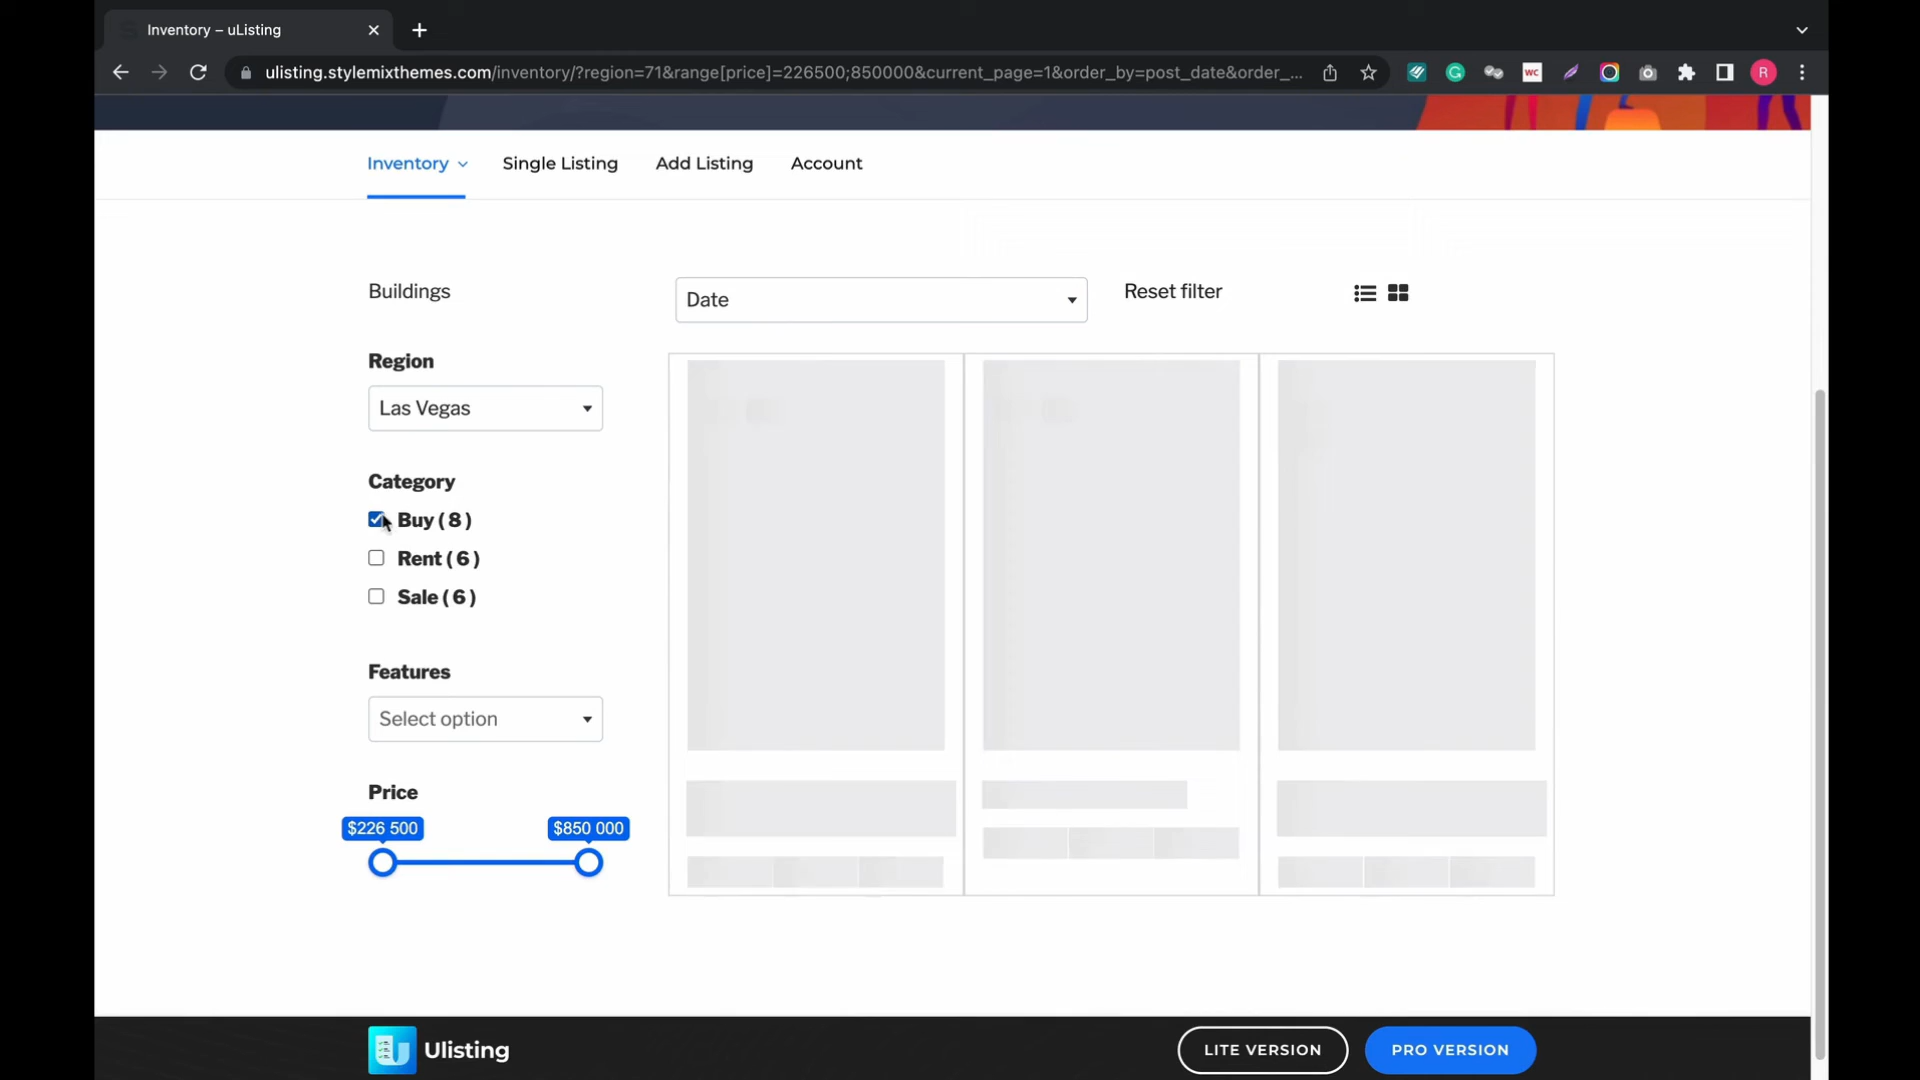 Inventory – uListing
ulisting.stylemixthemes.com/inventory/?region=71&range[price]=226500;850000&current_page=1&order_by=post_date&order_...
WC
R
Inventory
Single Listing
Add Listing
Account
Buildings
Date
Reset filter
Region
Las Vegas
Category
Buy ( 8 )
Rent ( 6 )
Sale ( 6 )
Features
Select option
Price
$226 500
$850 000
Ulisting
LITE VERSION
PRO VERSION